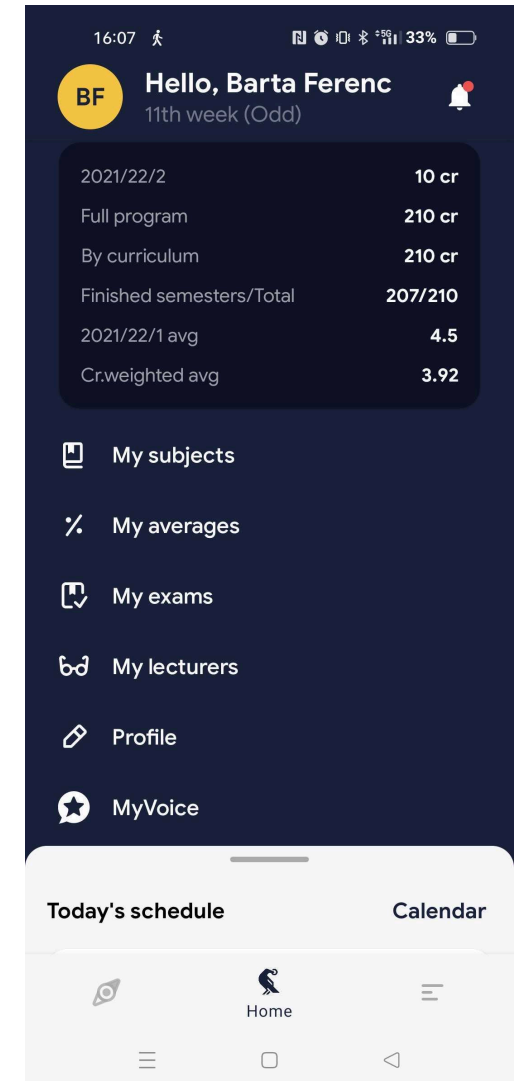 16:07 5G 33%
BF Hello, Barta Ferenc
11th week (Odd)
2021/22/2 10 cr
Full program 210 cr
By curriculum 210 cr
Finished semesters/Total 207/210
2021/22/1 avg 4.5
Cr.weighted avg 3.92
My subjects
My averages
My exams
My lecturers
Profile
MyVoice
Today's schedule Calendar
Home